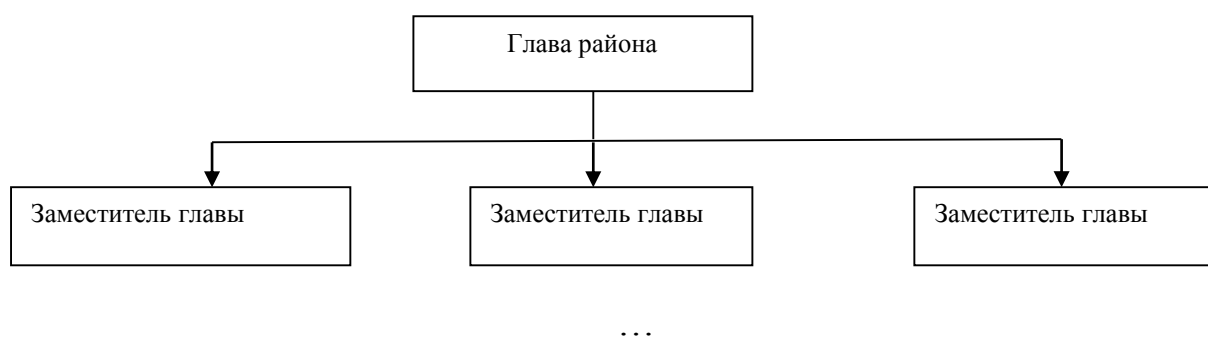 Глава района
Заместитель главы Заместитель главы Заместитель главы
…